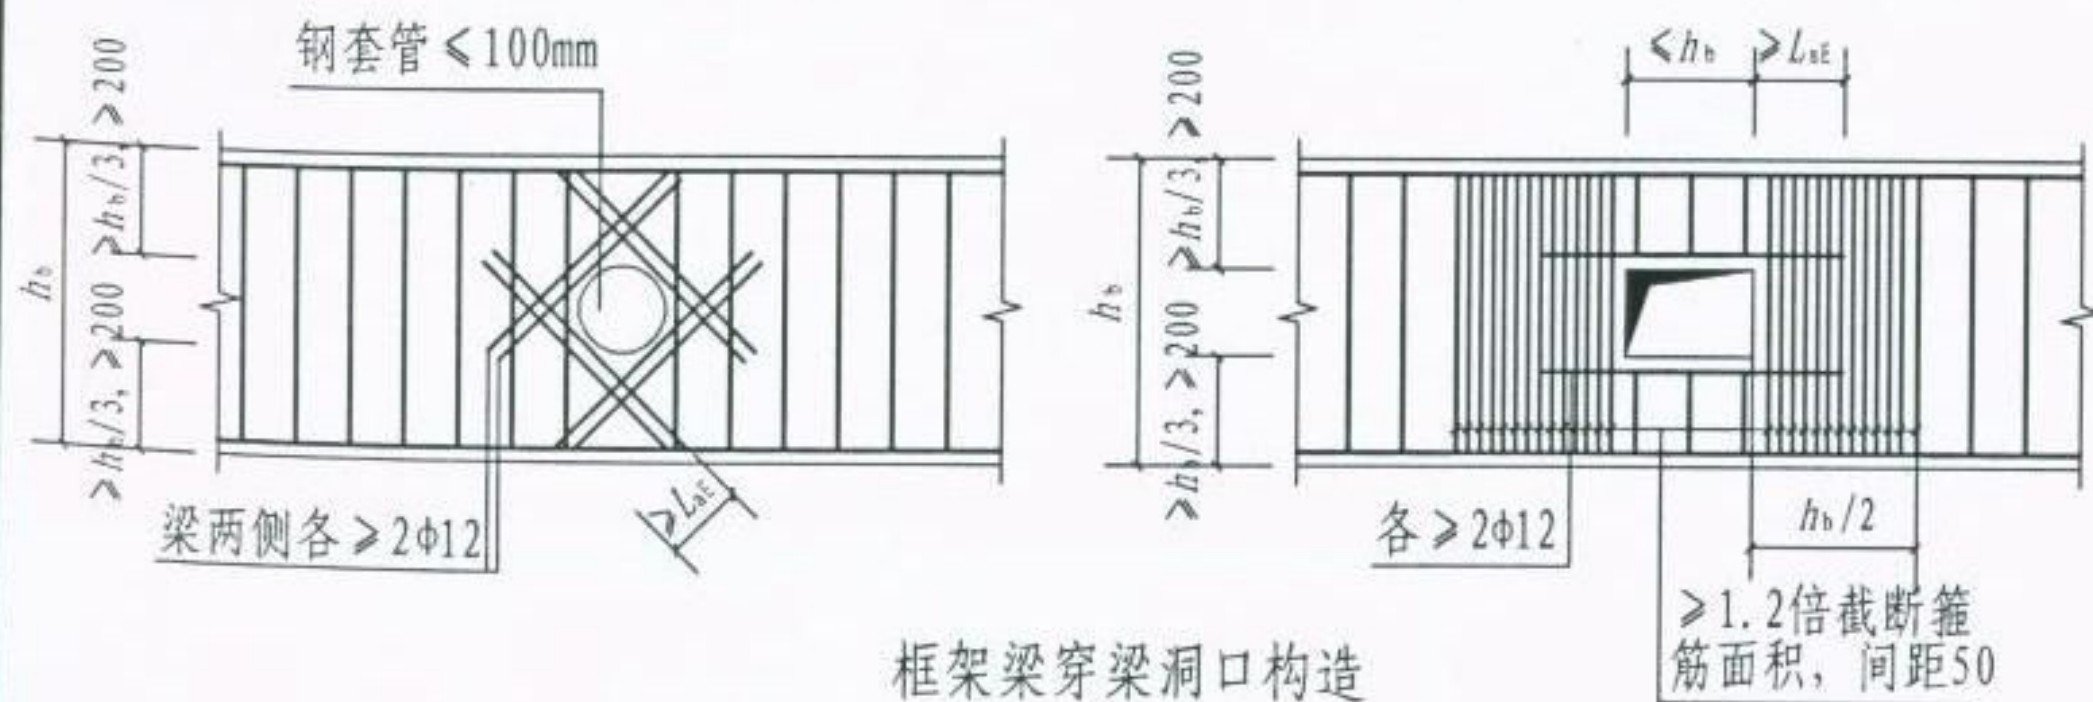 钢套管≤100mm
≥hb/3, ≥200
hb
≥hb/3, ≥200
梁两侧各≥2Φ12
≥LaE
≤hb
≥LaE
≥hb/3, ≥200
hb
≥hb/3, ≥200
各≥2Φ12
hb/2
≥1.2倍截断箍
筋面积，间距50
框架梁穿梁洞口构造